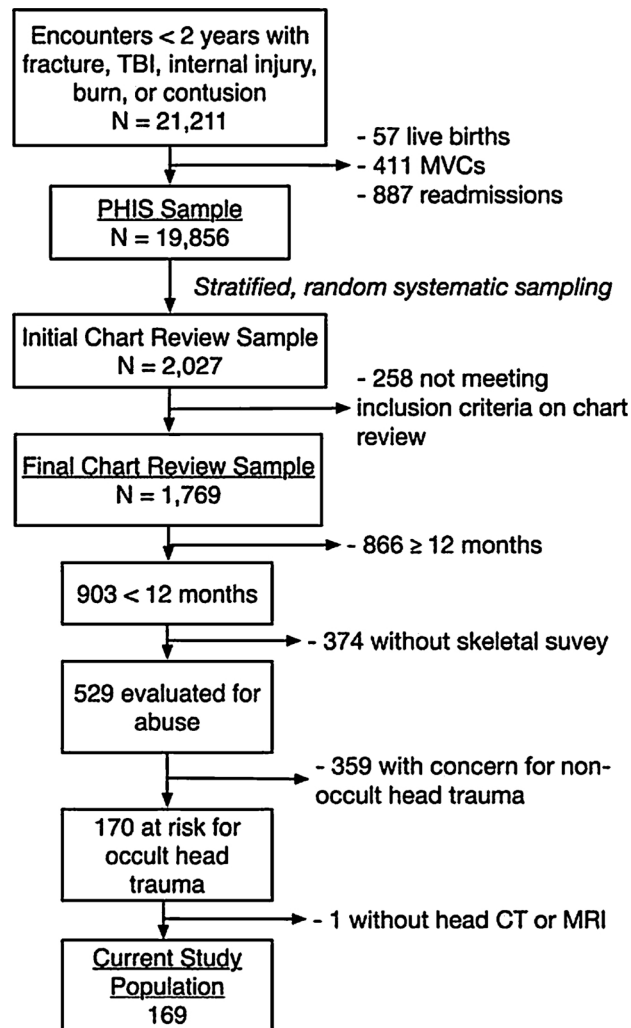 Encounters < 2 years with
fracture, TBI, internal injury,
burn, or contusion
N = 21,211
- 57 live births
- 411 MVCs
- 887 readmissions
PHIS Sample
N = 19,856
Stratified, random systematic sampling
Initial Chart Review Sample
N = 2,027
- 258 not meeting
inclusion criteria on chart
review
Final Chart Review Sample
N = 1,769
- 866 ≥ 12 months
903 < 12 months
- 374 without skeletal suvey
529 evaluated for
abuse
- 359 with concern for non-
occult head trauma
170 at risk for
occult head
trauma
- 1 without head CT or MRI
Current Study
Population
169